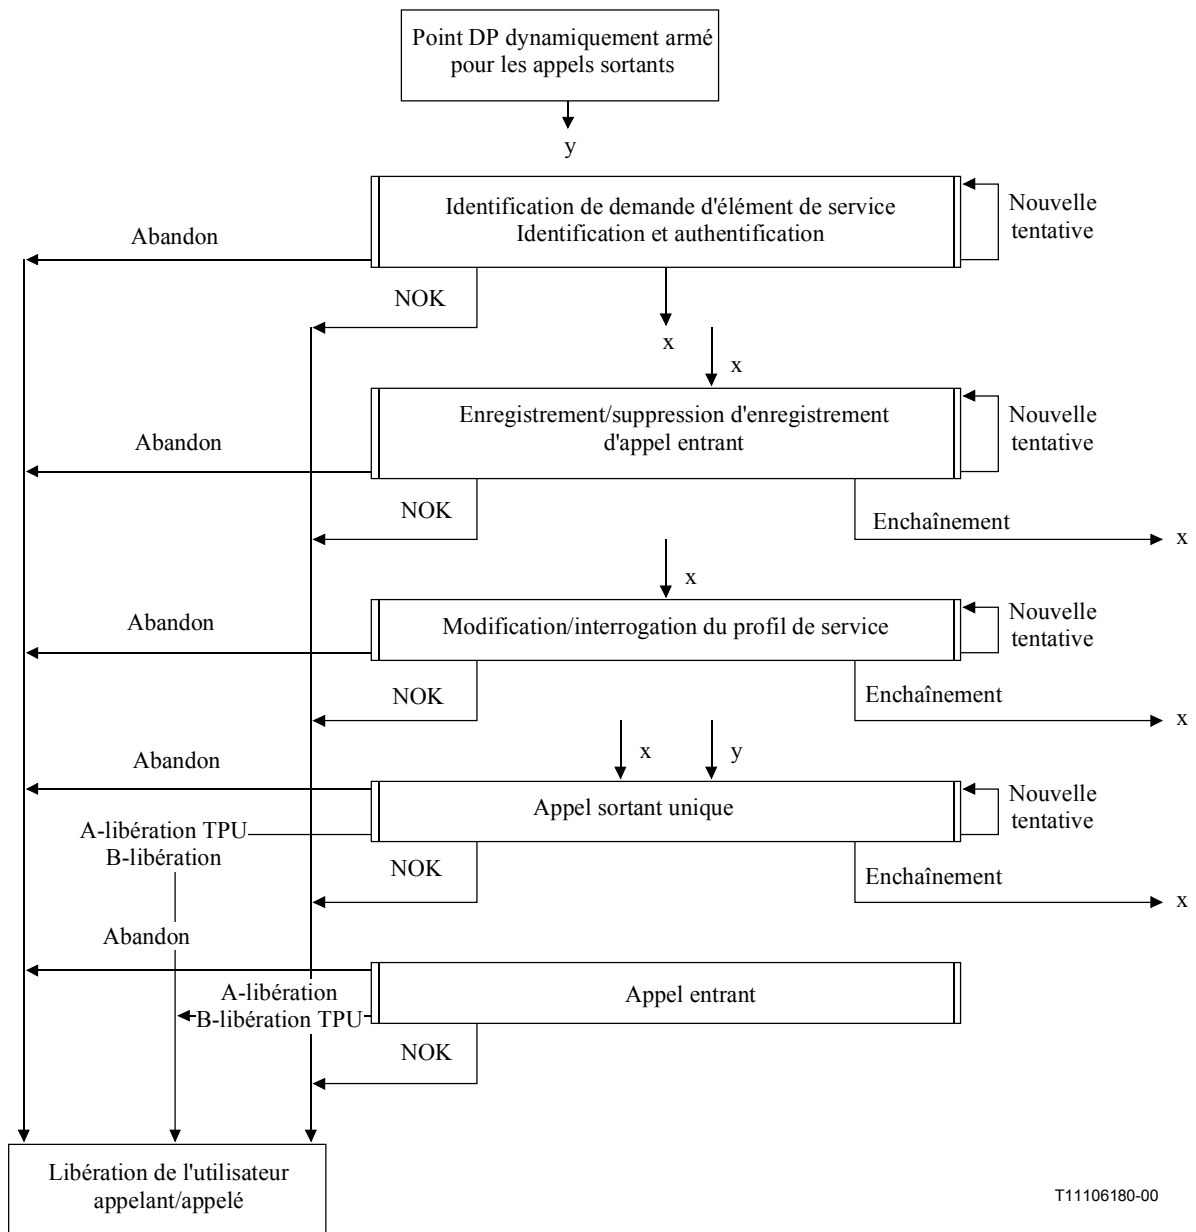 Point DP dynamiquement armé
pour les appels sortants
y
Identification de demande d'élément de service
Identification et authentification
Nouvelle
tentative
Abandon
NOK
x
x
Enregistrement/suppression d'enregistrement
d'appel entrant
Nouvelle
tentative
Abandon
NOK
Enchaînement
x
x
Modification/interrogation du profil de service
Nouvelle
tentative
Abandon
NOK
Enchaînement
x
x
y
Abandon
Appel sortant unique
Nouvelle
tentative
A-libération TPU
B-libération
NOK
Enchaînement
x
Abandon
A-libération
B-libération TPU
Appel entrant
NOK
Libération de l'utilisateur
appelant/appelé
T11106180-00